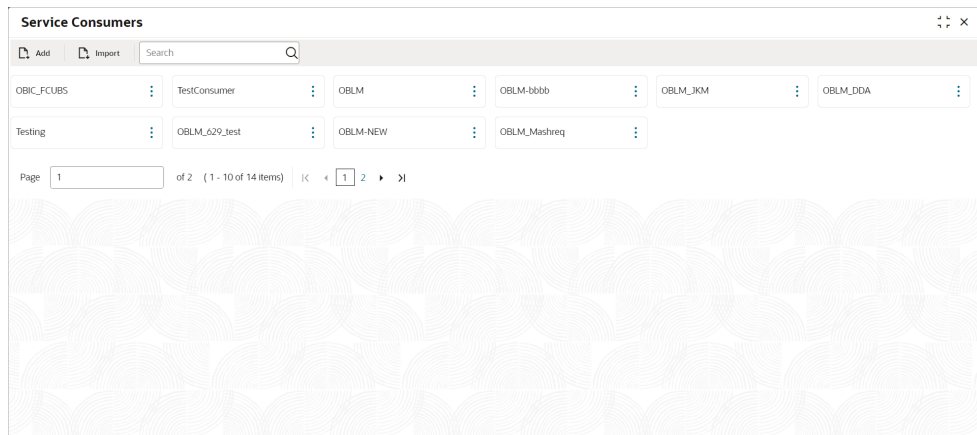 Service Consumers
Add Import Search
OBIC_FCUBS TestConsumer OBLM OBLM-bbbb OBLM_JKM OBLM_DDA
Testing OBLM_629_test OBLM-NEW OBLM_Mashreq
Page 1 of 2 ( 1 - 10 of 14 items) 1 2